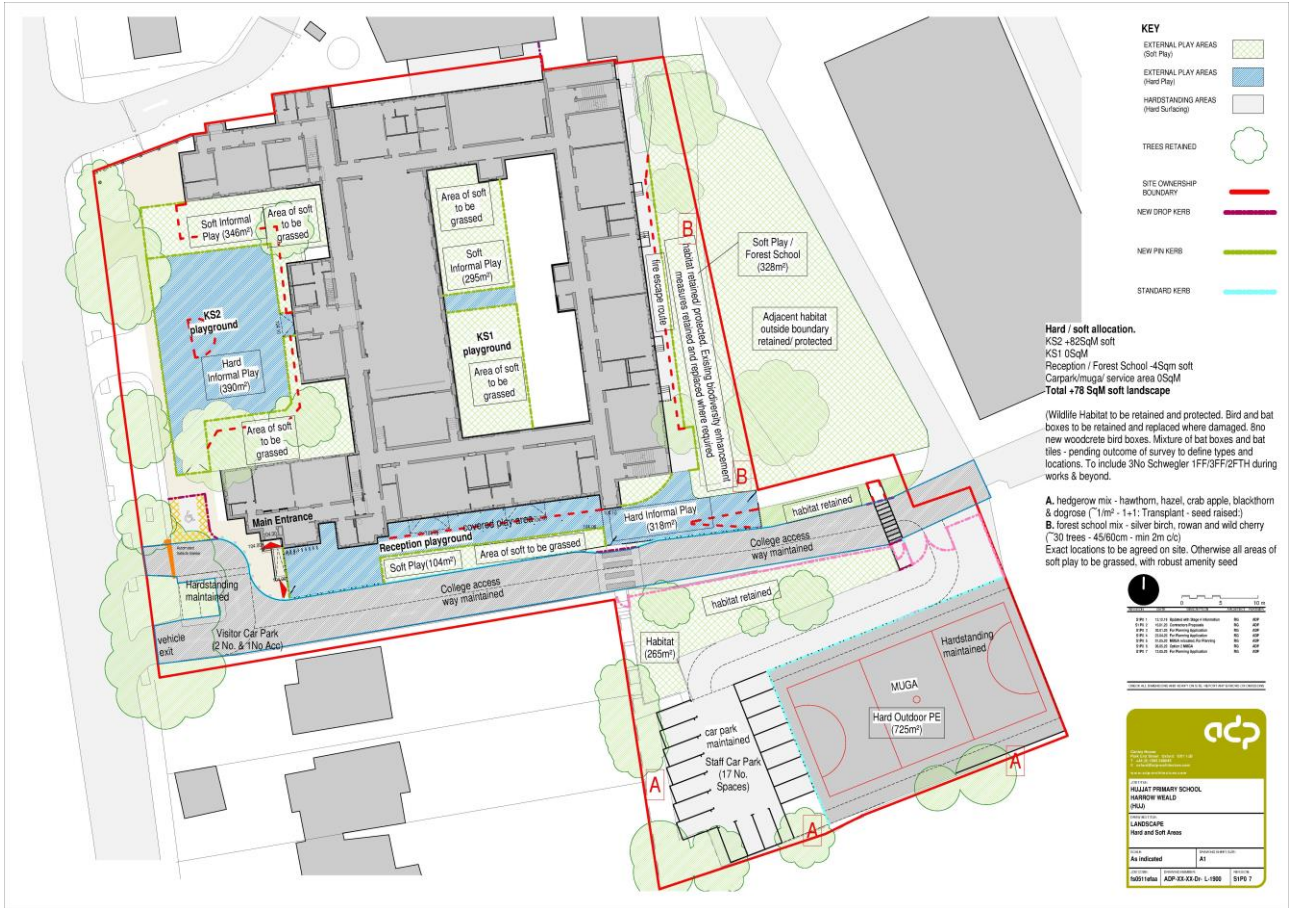 KEY
EXTERNAL PLAY AREAS
(Soft Play)
EXTERNAL PLAY AREAS
(Hard Play)
HARDSTANDING AREAS
(Hard Surfacing)
TREES RETAINED
SITE OWNERSHIP
BOUNDARY
NEW DROP KERB
NEW PIN KERB
STANDARD KERB
Hard / soft allocation.
KS2 +82SqM soft
KS1 0SqM
Reception / Forest School -4Sqm soft
Carpark/muga/ service area 0SqM
Total +78 SqM soft landscape
(Wildlife Habitat to be retained and protected. Bird and bat
boxes to be retained and replaced where damaged. 8no
new woodcrete bird boxes. Mixture of bat boxes and bat
tiles - pending outcome of survey to define types and
locations. To include 3No Schwegler 1FF/3FF/2FTH during
works & beyond.
A. hedgerow mix - hawthorn, hazel, crab apple, blackthorn
& dogrose (~1/m² - 1+1: Transplant - seed raised:)
B. forest school mix - silver birch, rowan and wild cherry
(~30 trees - 45/60cm - min 2m c/c)
Exact locations to be agreed on site. Otherwise all areas of
soft play to be grassed, with robust amenity seed
0 5 10 m
adp
HUJJAT PRIMARY SCHOOL
HARROW WEALD
(HUJ)
LANDSCAPE
Hard and Soft Areas
As indicated
A1
ADP-XX-XX-Dr- L-1900
S1P0 7
Soft Informal
Play (346m²)
Area of soft
to be
grassed
KS2
playground
Hard
Informal Play
(390m²)
Area of soft
to be
grassed
Area of soft
to be
grassed
Soft
Informal Play
(295m²)
KS1
playground
Area of soft
to be
grassed
B
fire escape route
habitat retained/ protected. Exisitng biodiversity enhancement
measures retained and replaced where required
B
Soft Play /
Forest School
(328m²)
Adjacent habitat
outside boundary
retained/ protected
Main Entrance
covered play area
Reception playground
Soft Play(104m²)
Area of soft to be grassed
Hard Informal Play
(318m²)
habitat retained
College access
way maintained
College access
way maintained
Hardstanding
maintained
vehicle
exit
Visitor Car Park
(2 No. & 1No Acc)
habitat retained
Habitat
(265m²)
Hardstanding
maintained
MUGA
Hard Outdoor PE
(725m²)
car park
maintained
Staff Car Park
(17 No.
Spaces)
A
A
A